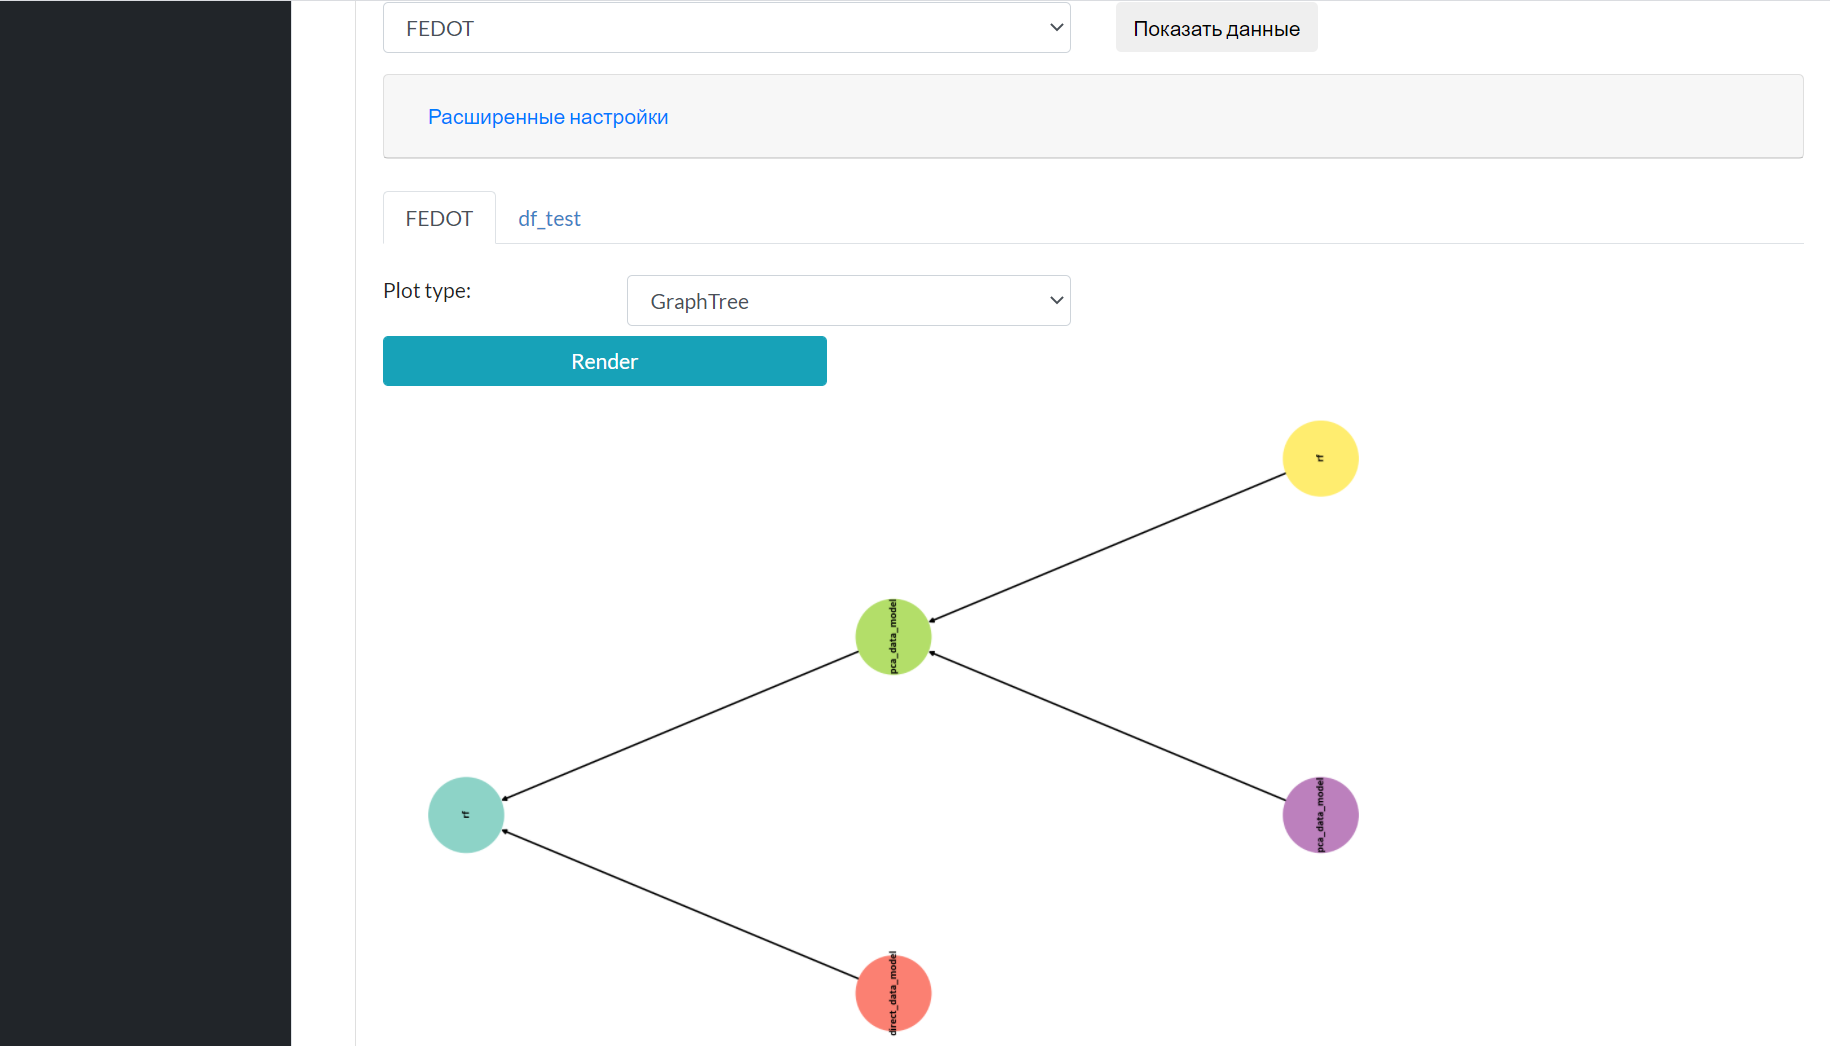 FEDOT
Показать данные
Расширенные настройки
FEDOT
df_test
Plot type:
GraphTree
Render
rf
pca_data_model
rf
pca_data_model
direct_data_model